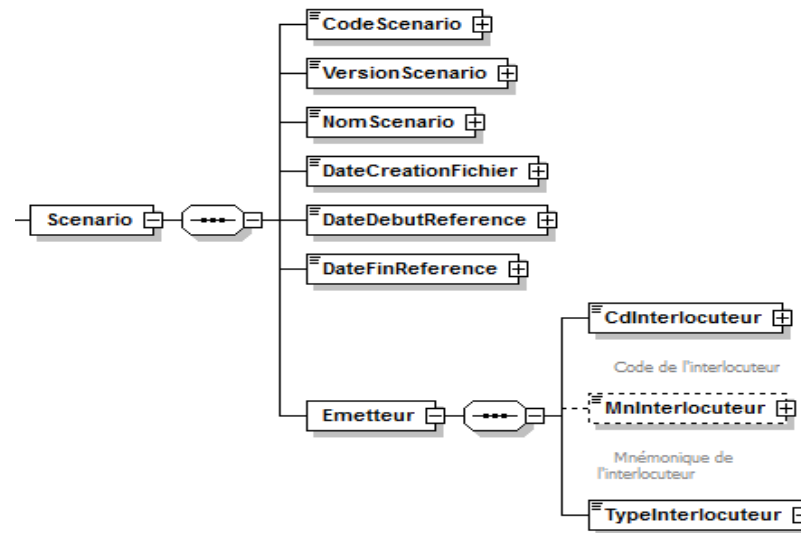 CodeScenario
VersionScenario
NomScenario
DateCreationFichier
Scenario
DateDebutReference
DateFinReference
CdInterlocuteur
Code de l'interlocuteur
Emetteur
MnInterlocuteur
Mnémonique de
l'interlocuteur
TypeInterlocuteur